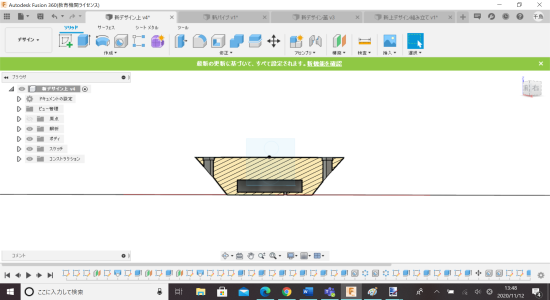 Autodesk Fusion 360(教育機関ライセンス)
新デザイン上 v4*
新パイプ v7*
新デザイン蓋 v3
新上デザイン組み立て v1*
ソリッド
サーフェス
シート メタル
ツール
デザイン
作成
修正
アセンブリ
構築
検査
挿入
選択
最新の更新に基づいて、すべて設定されます。新機能を確認
ブラウザ
新デザイン上 v4
ドキュメントの設定
ビュー管理
原点
解析
ボディ
スケッチ
コンストラクション
コメント
ここに入力して検索
13:48
2020/11/12